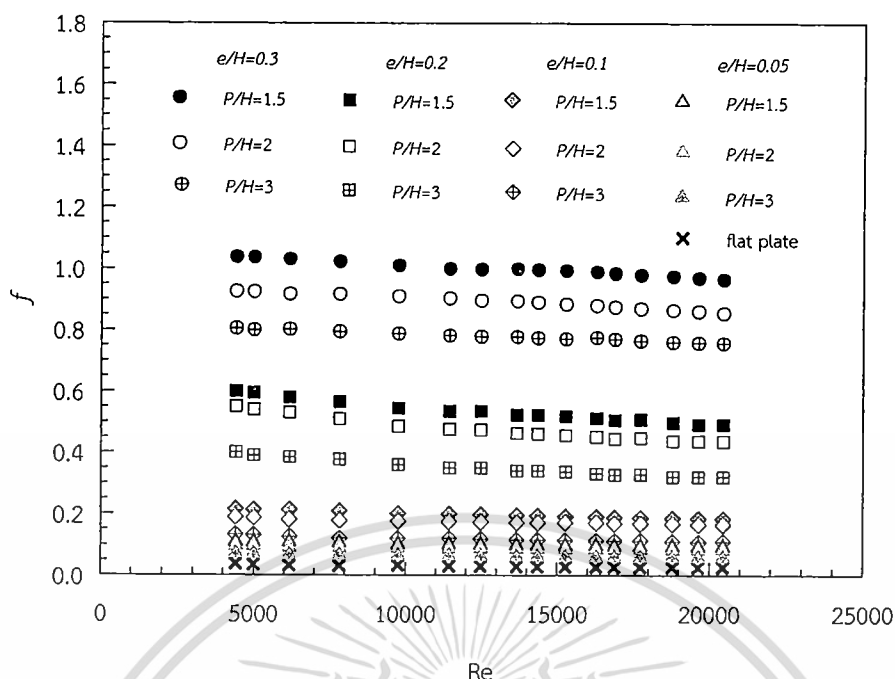 1.8
1.6
1.4
1.2
1.0
0.8
0.6
0.4
0.2
0.0
f
e/H=0.3 e/H=0.2 e/H=0.1 e/H=0.05
P/H=1.5 P/H=1.5 P/H=1.5 P/H=1.5
P/H=2 P/H=2 P/H=2 P/H=2
P/H=3 P/H=3 P/H=3 P/H=3
flat plate
0 5000 10000 15000 20000 25000
Re